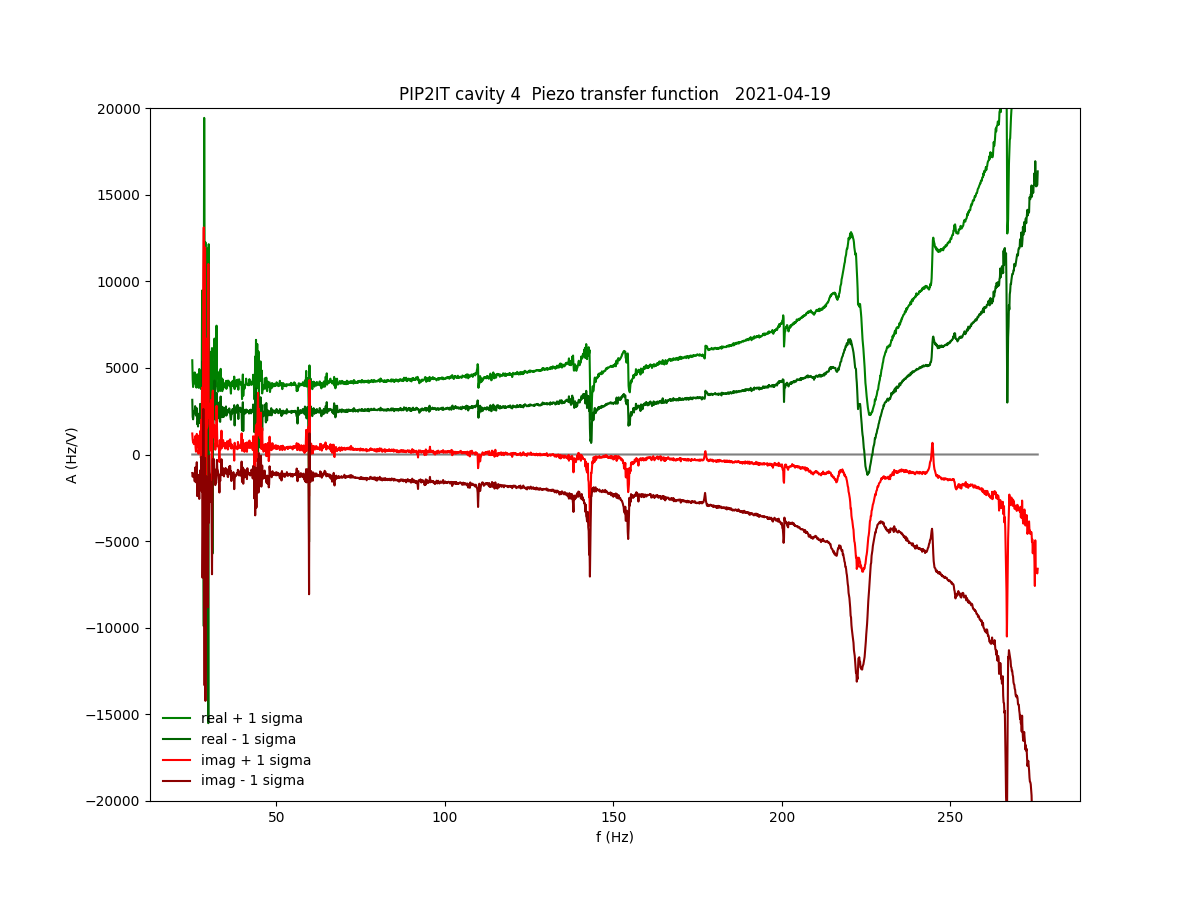 PIP2IT cavity 4  Piezo transfer function   2021-04-19
20000
15000
10000
5000
0
−5000
−10000
−15000
−20000
A (Hz/V)
real + 1 sigma
real - 1 sigma
imag + 1 sigma
imag - 1 sigma
50 100 150 200 250
f (Hz)